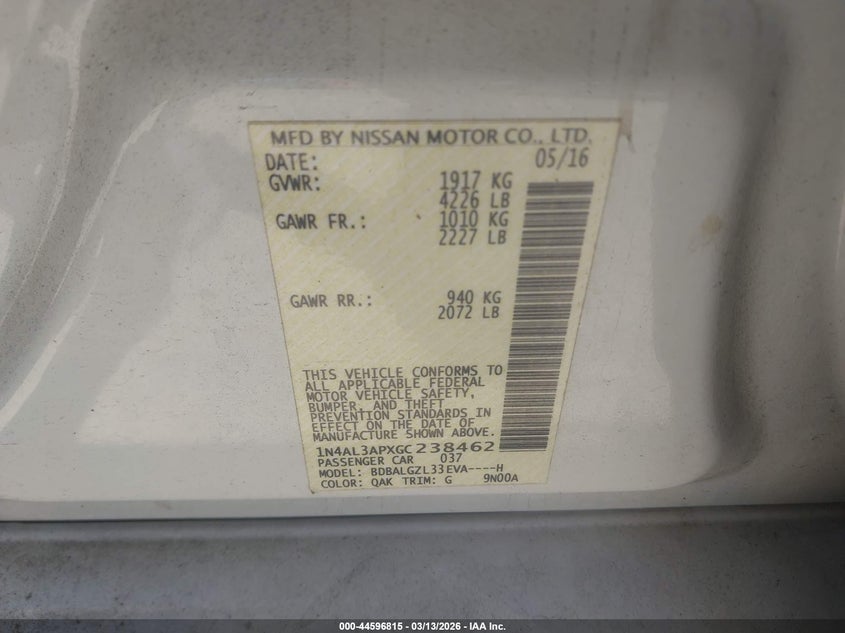 MFD BY NISSAN MOTOR CO., LTD.
DATE: 05/16
GVWR: 1917 KG
4226 LB
GAWR FR.: 1010 KG
2227 LB
GAWR RR.: 940 KG
2072 LB
THIS VEHICLE CONFORMS TO
ALL APPLICABLE FEDERAL
MOTOR VEHICLE SAFETY,
BUMPER, AND THEFT
PREVENTION STANDARDS IN
EFFECT ON THE DATE OF
MANUFACTURE SHOWN ABOVE.
1N4AL3APXGC238462
PASSENGER CAR 037
MODEL: BDBALGZL33EVA----H
COLOR: QAK TRIM: G 9N00A
000-44596815 -- 03/13/2026 -- IAA Inc.